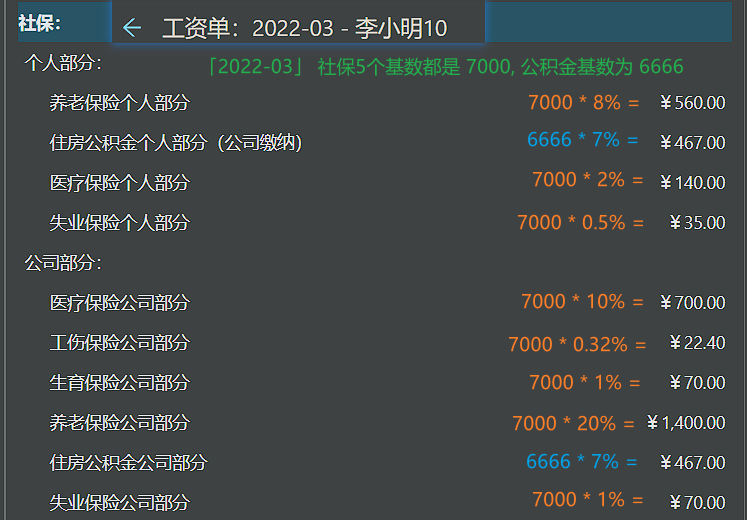 社保：
← 工资单：2022-03 - 李小明10
个人部分：
「2022-03」 社保5个基数都是 7000, 公积金基数为 6666
养老保险个人部分 7000 * 8% = ￥560.00
住房公积金个人部分（公司缴纳） 6666 * 7% = ￥467.00
医疗保险个人部分 7000 * 2% = ￥140.00
失业保险个人部分 7000 * 0.5% = ￥35.00
公司部分：
医疗保险公司部分 7000 * 10% = ￥700.00
工伤保险公司部分 7000 * 0.32% = ￥22.40
生育保险公司部分 7000 * 1% = ￥70.00
养老保险公司部分 7000 * 20% = ￥1,400.00
住房公积金公司部分 6666 * 7% = ￥467.00
失业保险公司部分 7000 * 1% = ￥70.00